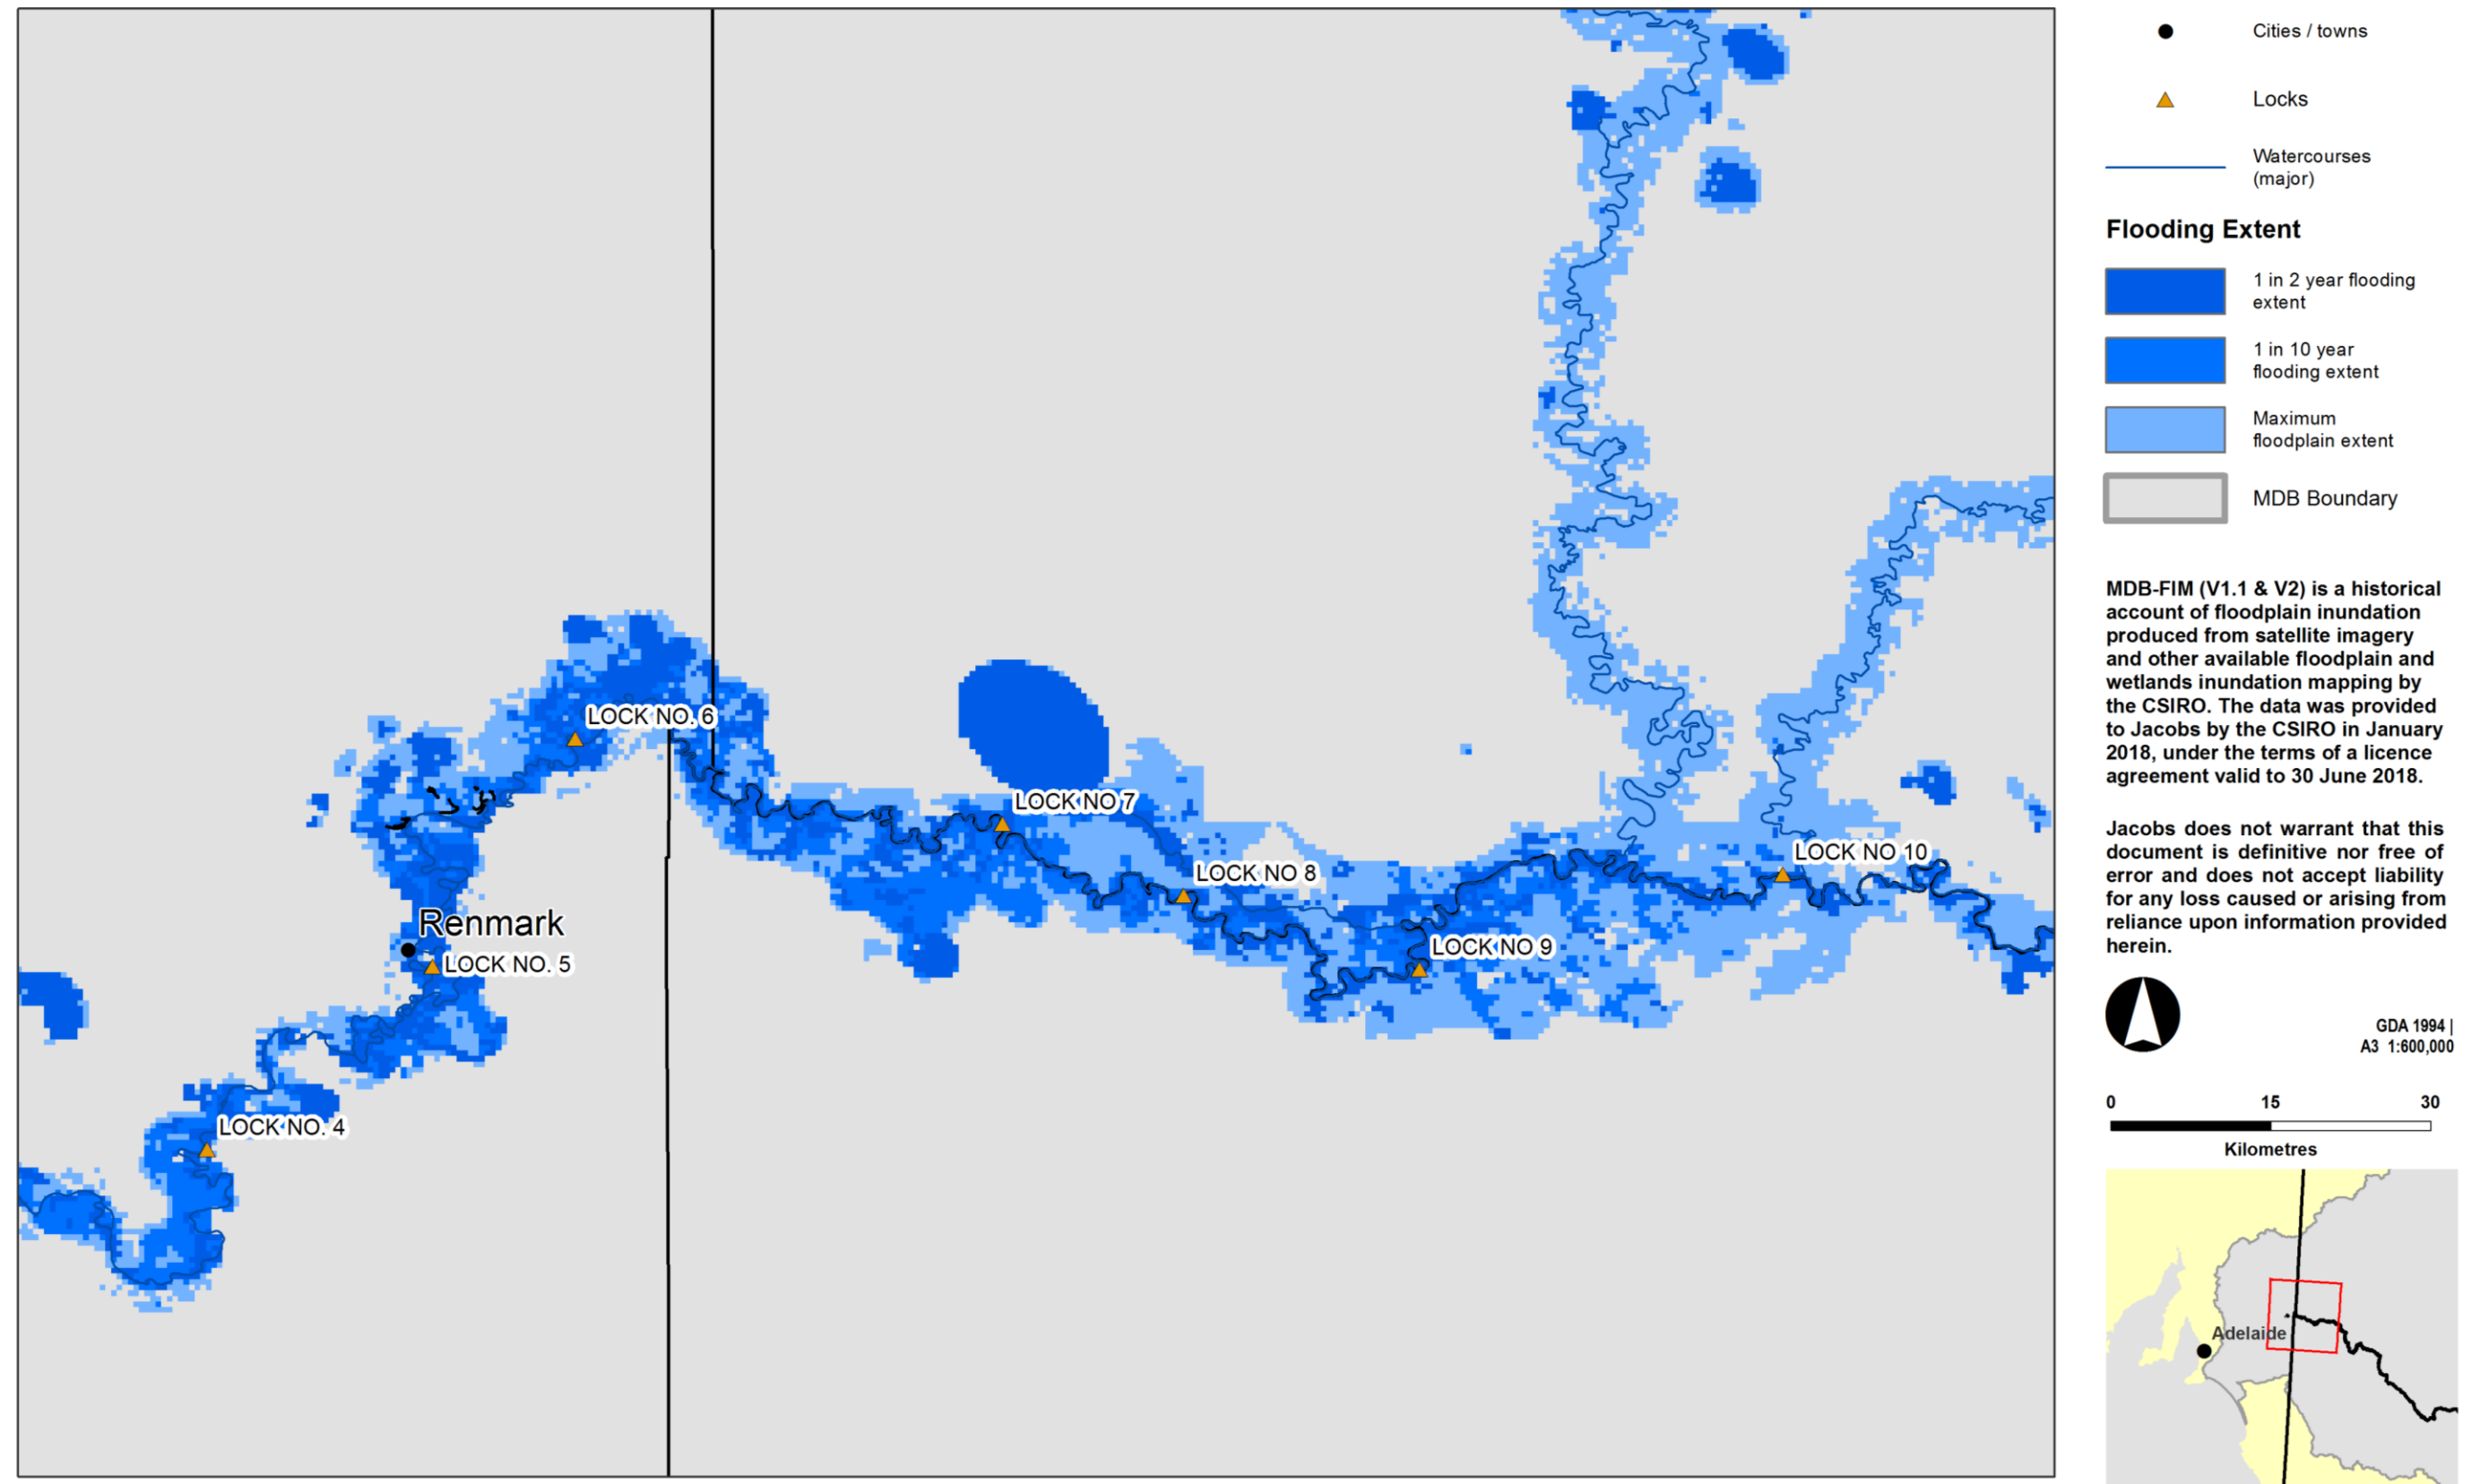 LOCK NO. 6
LOCK NO 7
LOCK NO 10
LOCK NO 8
Renmark
LOCK NO 9
LOCK NO. 5
LOCK NO. 4
Cities / towns
Locks
Watercourses
(major)
Flooding Extent
1 in 2 year flooding
extent
1 in 10 year
flooding extent
Maximum
floodplain extent
MDB Boundary
MDB-FIM (V1.1 & V2) is a historical
account of floodplain inundation
produced from satellite imagery
and other available floodplain and
wetlands inundation mapping by
the CSIRO. The data was provided
to Jacobs by the CSIRO in January
2018, under the terms of a licence
agreement valid to 30 June 2018.
Jacobs does not warrant that this
document is definitive nor free of
error and does not accept liability
for any loss caused or arising from
reliance upon information provided
herein.
GDA 1994 |
A3 1:600,000
0 15 30
Kilometres
Adelaide